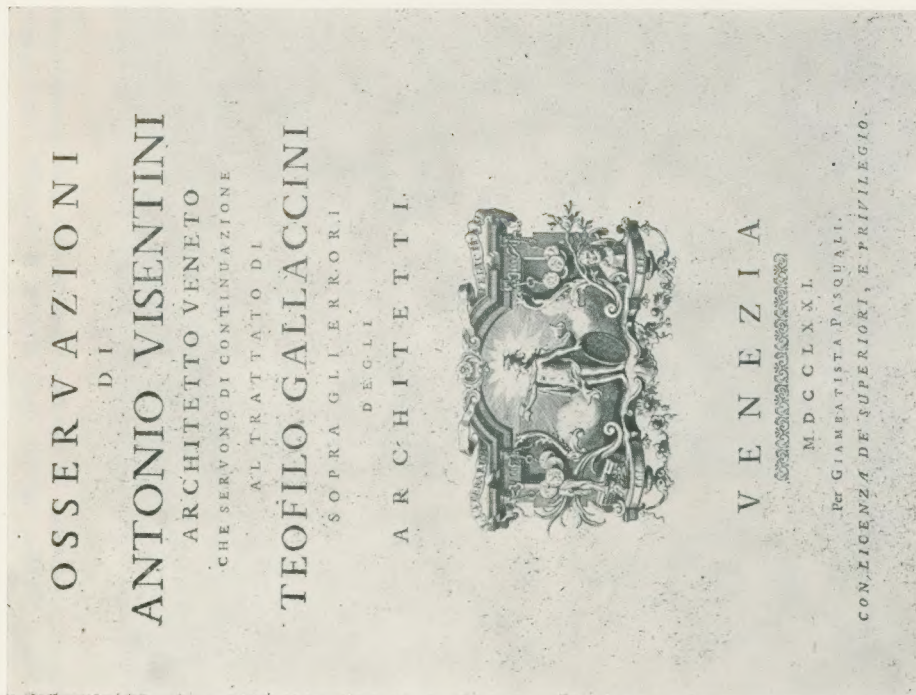 OSSERVAZIONI
DI
ANTONIO VISENTINI
ARCHITETTO VENETO
CHE SERVONO DI CONTINUAZIONE
AL TRATTATO DI
TEOFILO GALLACCINI
SOPRA GLI ERRORI
DEGLI
ARCHITETTI.
VENEZIA
MDCCLXXI.
Per GIAMBATISTA PASQUALI.
CON LICENZA DE' SUPERIORI, E PRIVILEGIO.